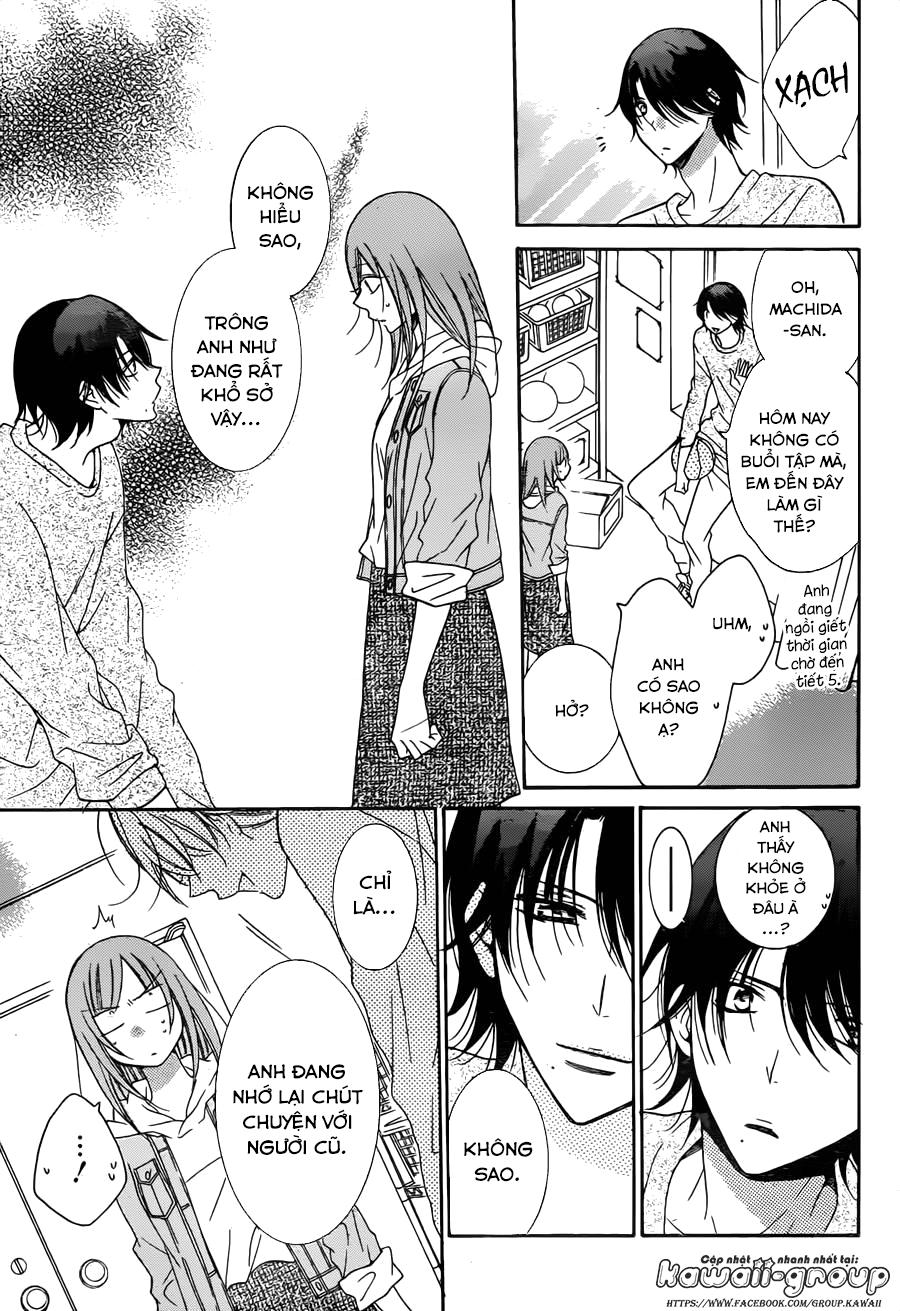 XẠCH
OH,
MACHIDA
-SAN.
HÔM NAY
KHÔNG CÓ
BUỔI TẬP MÀ,
EM ĐẾN ĐÂY
LÀM GÌ
THẾ?
Anh
đang
ngồi giết
thời gian
chờ đến
tiết 5.
UHM,
ANH
CÓ SAO
KHÔNG
Ạ?
HỞ?
KHÔNG
HIỂU
SAO,
TRÔNG
ANH NHƯ
ĐANG RẤT
KHỔ SỞ
VẬY...
ANH
THẤY
KHÔNG
KHỎE Ở
ĐÂU À
...?
KHÔNG
SAO.
CHỈ
LÀ...
ANH ĐANG
NHỚ LẠI CHÚT
CHUYỆN VỚI
NGƯỜI CŨ.
...!
Cập nhật nhanh nhất tại:
Kawaii-group
HTTPS://WWW.FACEBOOK.COM/GROUP.KAWAII